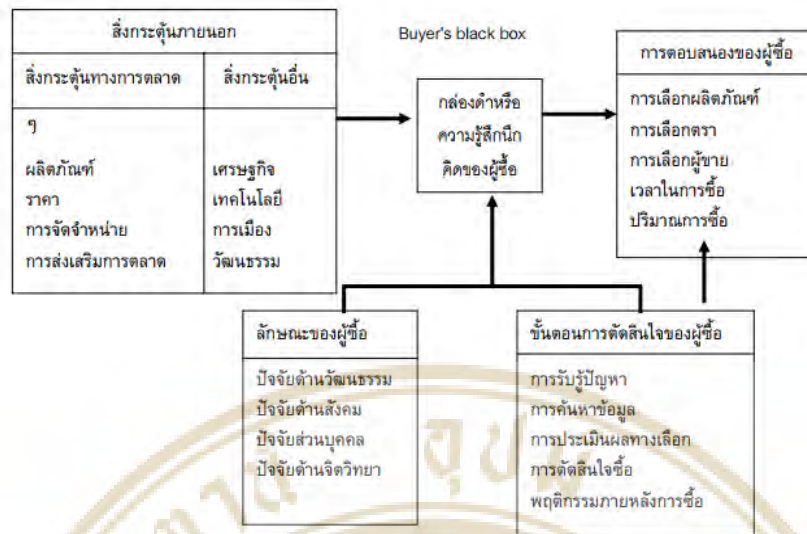 สิ่งกระตุ้นภายนอก
สิ่งกระตุ้นทางการตลาด
ๆ
ผลิตภัณฑ์
ราคา
การจัดจำหน่าย
การส่งเสริมการตลาด
สิ่งกระตุ้นอื่น
เศรษฐกิจ
เทคโนโลยี
การเมือง
วัฒนธรรม
Buyer's black box
กล่องดำหรือ
ความรู้สึกนึก
คิดของผู้ซื้อ
การตอบสนองของผู้ซื้อ
การเลือกผลิตภัณฑ์
การเลือกตรา
การเลือกผู้ขาย
เวลาในการซื้อ
ปริมาณการซื้อ
ลักษณะของผู้ซื้อ
ปัจจัยด้านวัฒนธรรม
ปัจจัยด้านสังคม
ปัจจัยส่วนบุคคล
ปัจจัยด้านจิตวิทยา
ขั้นตอนการตัดสินใจของผู้ซื้อ
การรับรู้ปัญหา
การค้นหาข้อมูล
การประเมินผลทางเลือก
การตัดสินใจซื้อ
พฤติกรรมภายหลังการซื้อ